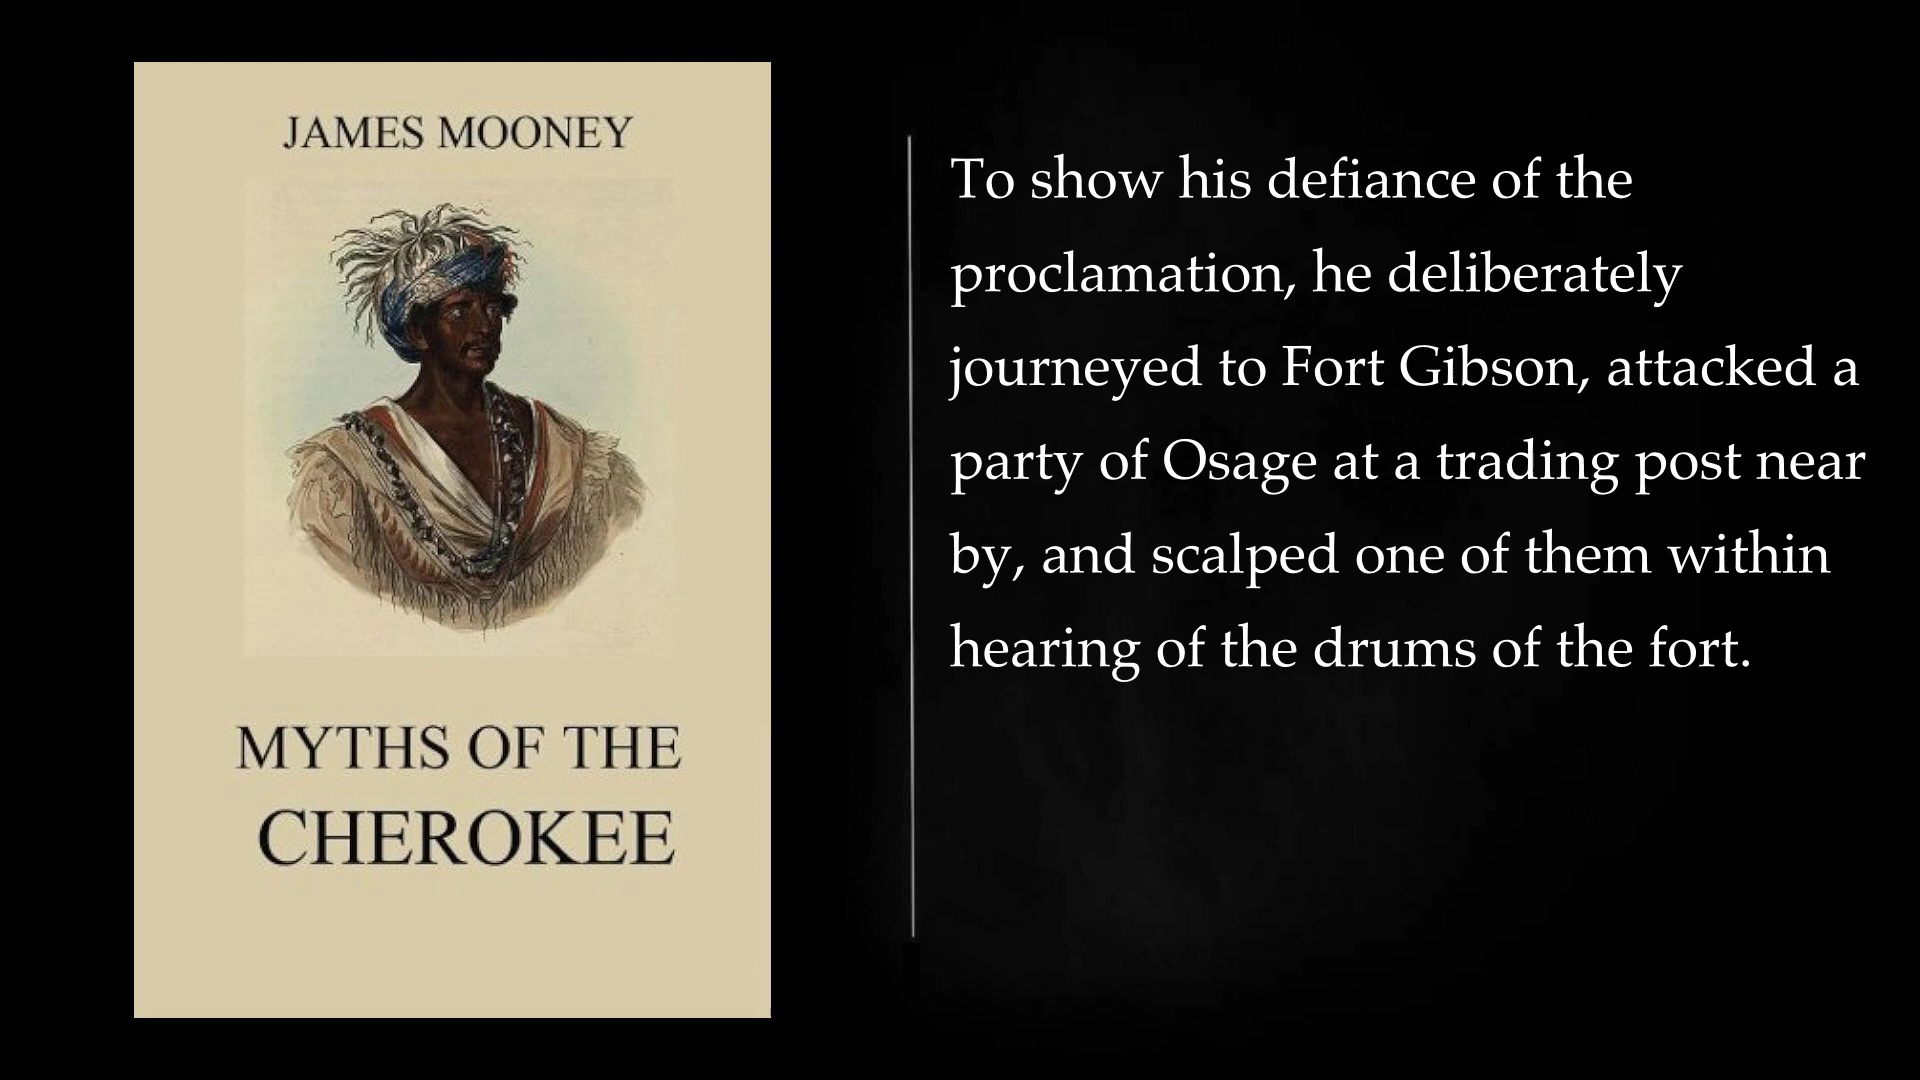 JAMES MOONEY
MYTHS OF THE
CHEROKEE
To show his defiance of the
proclamation, he deliberately
journeyed to Fort Gibson, attacked a
party of Osage at a trading post near
by, and scalped one of them within
hearing of the drums of the fort.